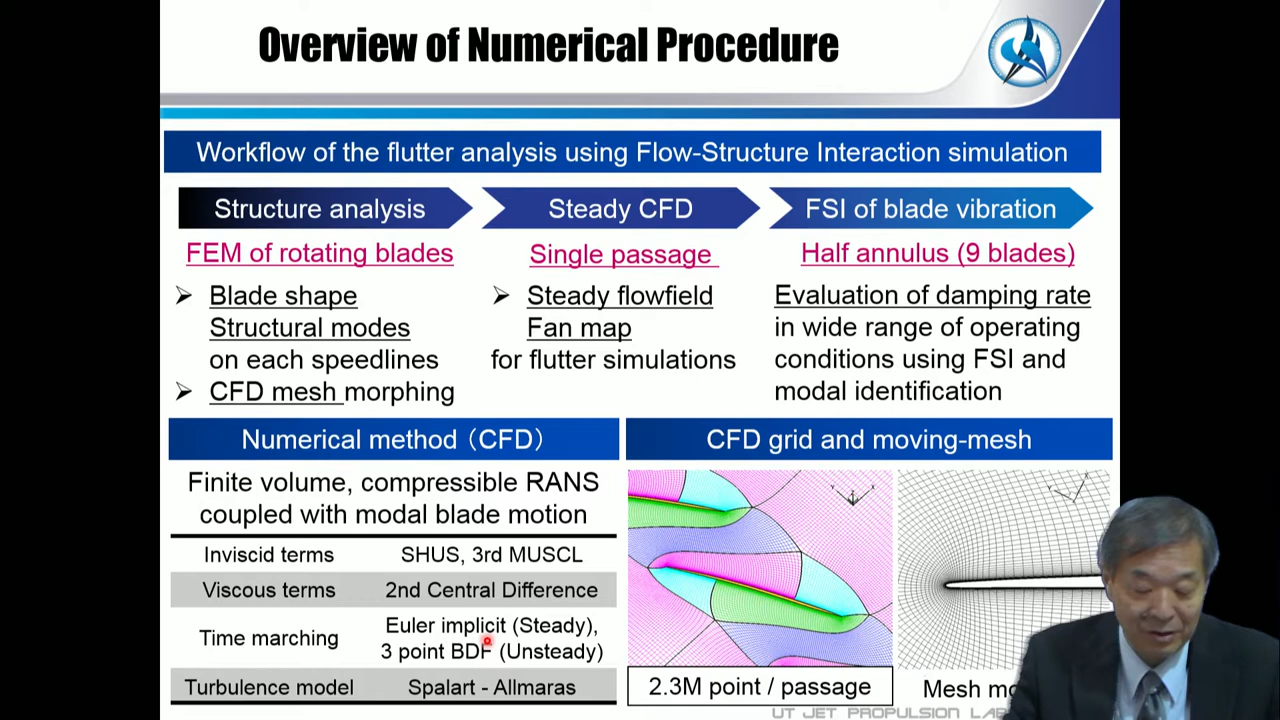 Overview of Numerical Procedure
Workflow of the flutter analysis using Flow-Structure Interaction simulation
Structure analysis
Steady CFD
FSI of blade vibration
FEM of rotating blades
➢ Blade shape
Structural modes
on each speedlines
➢ CFD mesh morphing
Single passage
➢ Steady flowfield
Fan map
for flutter simulations
Half annulus (9 blades)
Evaluation of damping rate
in wide range of operating
conditions using FSI and
modal identification
Numerical method（CFD）
Finite volume, compressible RANS
coupled with modal blade motion
Inviscid terms SHUS, 3rd MUSCL
Viscous terms 2nd Central Difference
Time marching Euler implicit (Steady),
3 point BDF (Unsteady)
Turbulence model Spalart - Allmaras
CFD grid and moving-mesh
2.3M point / passage
Mesh
UT JET PROPULSION